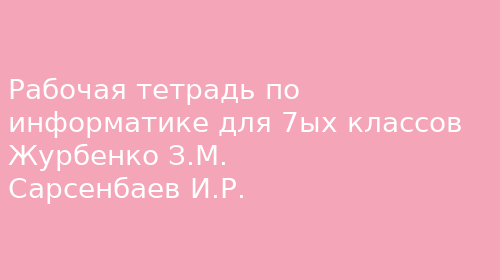 Рабочая тетрадь по
информатике для 7ых классов
Журбенко З.М.
Сарсенбаев И.Р.